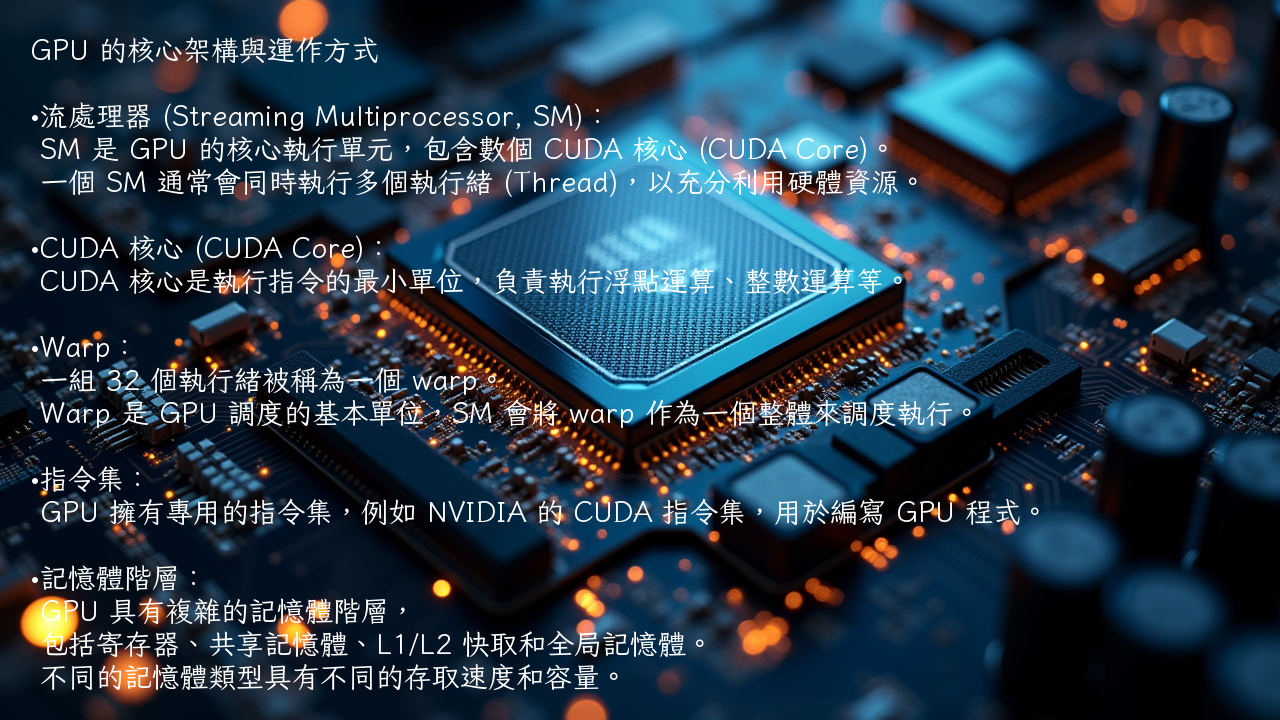 GPU 的核心架構與運作方式
•流處理器 (Streaming Multiprocessor, SM)：
SM 是 GPU 的核心執行單元，包含數個 CUDA 核心 (CUDA Core)。
一個 SM 通常會同時執行多個執行緒 (Thread)，以充分利用硬體資源。
•CUDA 核心 (CUDA Core)：
CUDA 核心是執行指令的最小單位，負責執行浮點運算、整數運算等。
•Warp：
一組 32 個執行緒被稱為一個 warp。
Warp 是 GPU 調度的基本單位，SM 會將 warp 作為一個整體來調度執行。
•指令集：
GPU 擁有專用的指令集，例如 NVIDIA 的 CUDA 指令集，用於編寫 GPU 程式。
•記憶體階層：
GPU 具有複雜的記憶體階層，
包括寄存器、共享記憶體、L1/L2 快取和全局記憶體。
不同的記憶體類型具有不同的存取速度和容量。